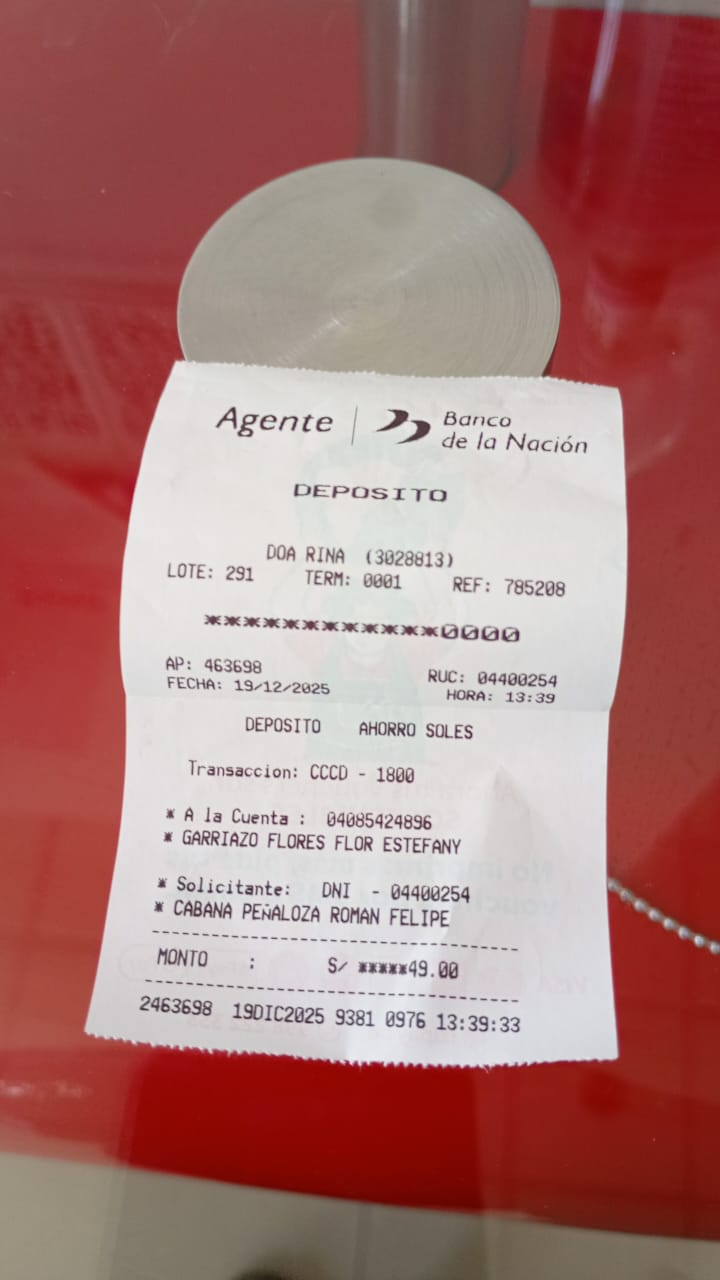 Agente | Banco de la Nación
DEPOSITO
DOA RINA (3028813)
LOTE: 291 TERM: 0001 REF: 785208
************0000
AP: 463698 RUC: 04400254
FECHA: 19/12/2025 HORA: 13:39
DEPOSITO AHORRO SOLES
Transaccion: CCCD - 1800
* A la Cuenta : 04085424896
* GARRIAZO FLORES FLOR ESTEFANY
* Solicitante: DNI - 04400254
* CABANA PEÑALOZA ROMAN FELIPE
MONTO : S/ *****49.00
2463698 19DIC2025 9381 0976 13:39:33